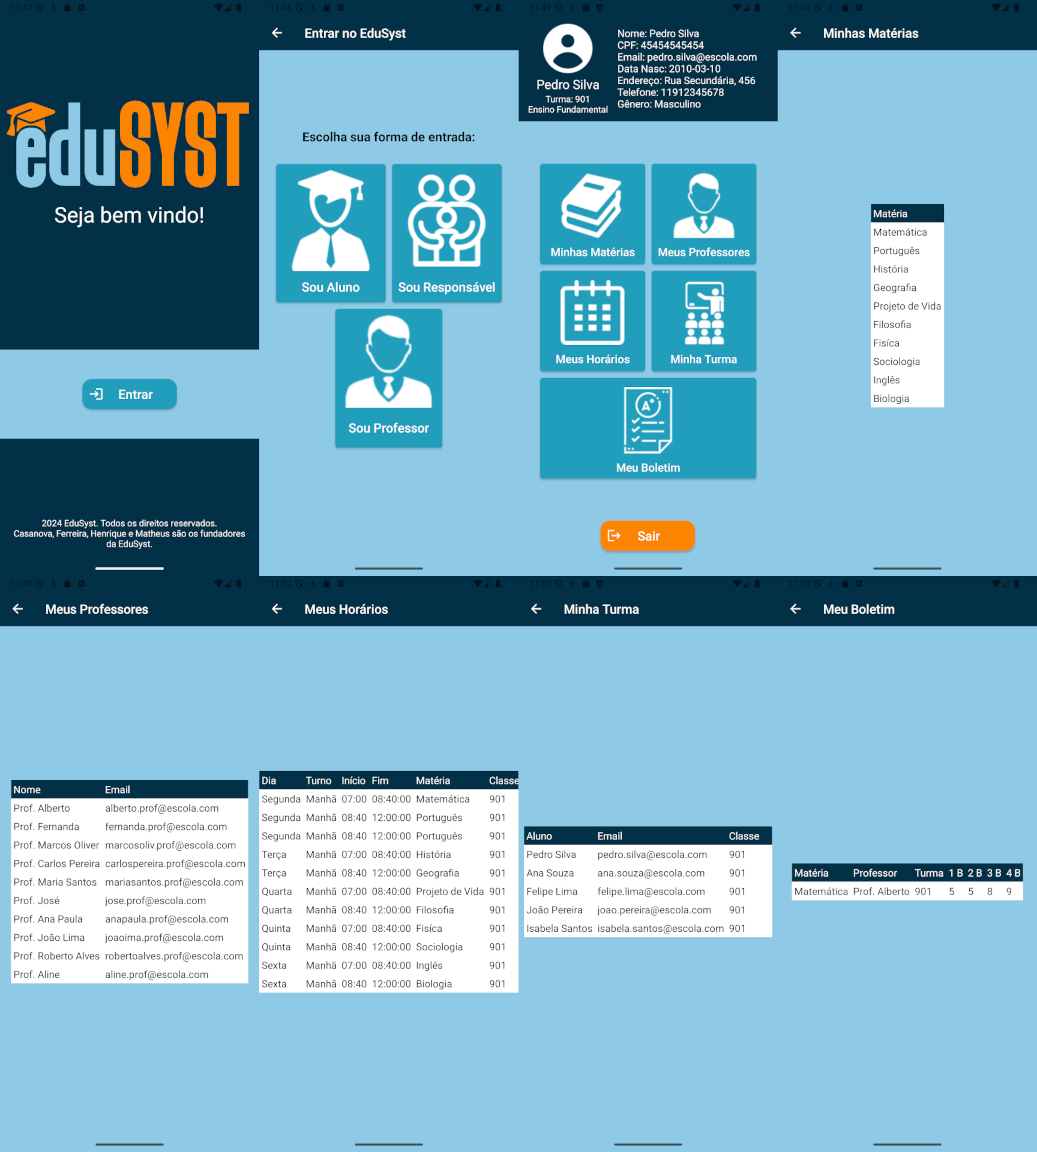 11:47
eduSYST
Seja bem vindo!
Entrar
2024 EduSyst. Todos os direitos reservados.
Casanova, Ferreira, Henrique e Matheus são os fundadores
da EduSyst.
11:48
Entrar no EduSyst
Escolha sua forma de entrada:
Sou Aluno
Sou Responsável
Sou Professor
11:49
Pedro Silva
Turma: 901
Ensino Fundamental
Nome: Pedro Silva
CPF: 45454545454
Email: pedro.silva@escola.com
Data Nasc: 2010-03-10
Endereço: Rua Secundária, 456
Telefone: 11912345678
Gênero: Masculino
Minhas Matérias
Meus Professores
Meus Horários
Minha Turma
A+
Meu Boletim
Sair
11:49
Minhas Matérias
Matéria
Matemática
Português
História
Geografia
Projeto de Vida
Filosofia
Fisíca
Sociologia
Inglês
Biologia
Meus Professores
Nome Email
Prof. Alberto alberto.prof@escola.com
Prof. Fernanda fernanda.prof@escola.com
Prof. Marcos Oliver marcosoliv.prof@escola.com
Prof. Carlos Pereira carlospereira.prof@escola.com
Prof. Maria Santos mariasantos.prof@escola.com
Prof. José jose.prof@escola.com
Prof. Ana Paula anapaula.prof@escola.com
Prof. João Lima joaoima.prof@escola.com
Prof. Roberto Alves robertoalves.prof@escola.com
Prof. Aline aline.prof@escola.com
11:50
Meus Horários
Dia Turno Início Fim Matéria Classe
Segunda Manhã 07:00 08:40:00 Matemática 901
Segunda Manhã 08:40 12:00:00 Português 901
Segunda Manhã 08:40 12:00:00 Português 901
Terça Manhã 07:00 08:40:00 História 901
Terça Manhã 08:40 12:00:00 Geografia 901
Quarta Manhã 07:00 08:40:00 Projeto de Vida 901
Quarta Manhã 08:40 12:00:00 Filosofia 901
Quinta Manhã 07:00 08:40:00 Fisíca 901
Quinta Manhã 08:40 12:00:00 Sociologia 901
Sexta Manhã 07:00 08:40:00 Inglês 901
Sexta Manhã 08:40 12:00:00 Biologia 901
11:50
Minha Turma
Aluno Email Classe
Pedro Silva pedro.silva@escola.com 901
Ana Souza ana.souza@escola.com 901
Felipe Lima felipe.lima@escola.com 901
João Pereira joao.pereira@escola.com 901
Isabela Santos isabela.santos@escola.com 901
11:50
Meu Boletim
Matéria Professor Turma 1 B 2 B 3 B 4 B
Matemática Prof. Alberto 901 5 5 8 9